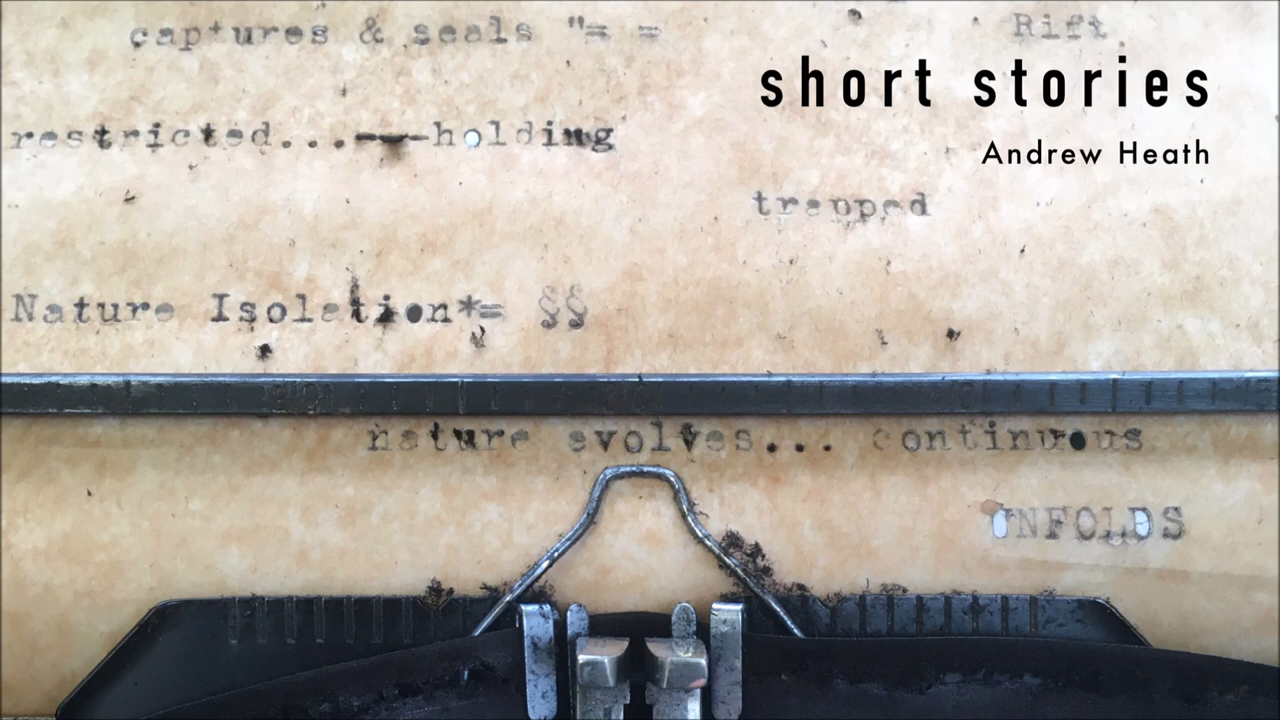 captures & seals "= =
Rift
short stories
restricted...---holding
Andrew Heath
trapped
Nature Isolation*= §§
nature evolves... continuous
UNFOLDS